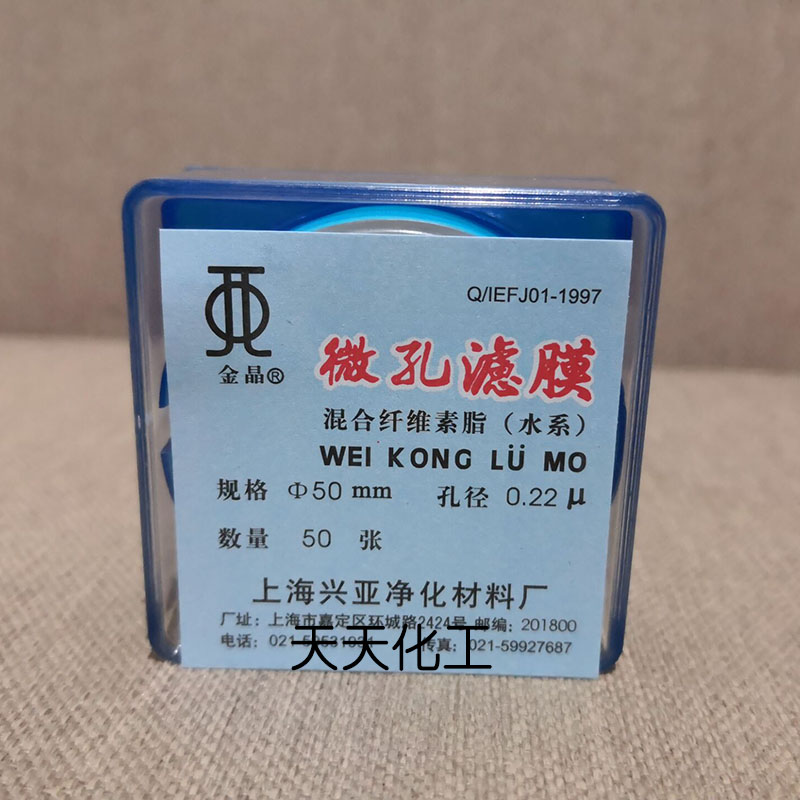 Q/IEFJ01-1997
金晶®
微孔滤膜
混合纤维素脂（水系）
WEI KONG LÜ MO
规格 Φ50 mm 孔径 0.22 μ
数量 50 张
上海兴亚净化材料厂
厂址：上海市嘉定区环城路2424号 邮编：201800
电话：021- 传真：021-59927687
天天化工